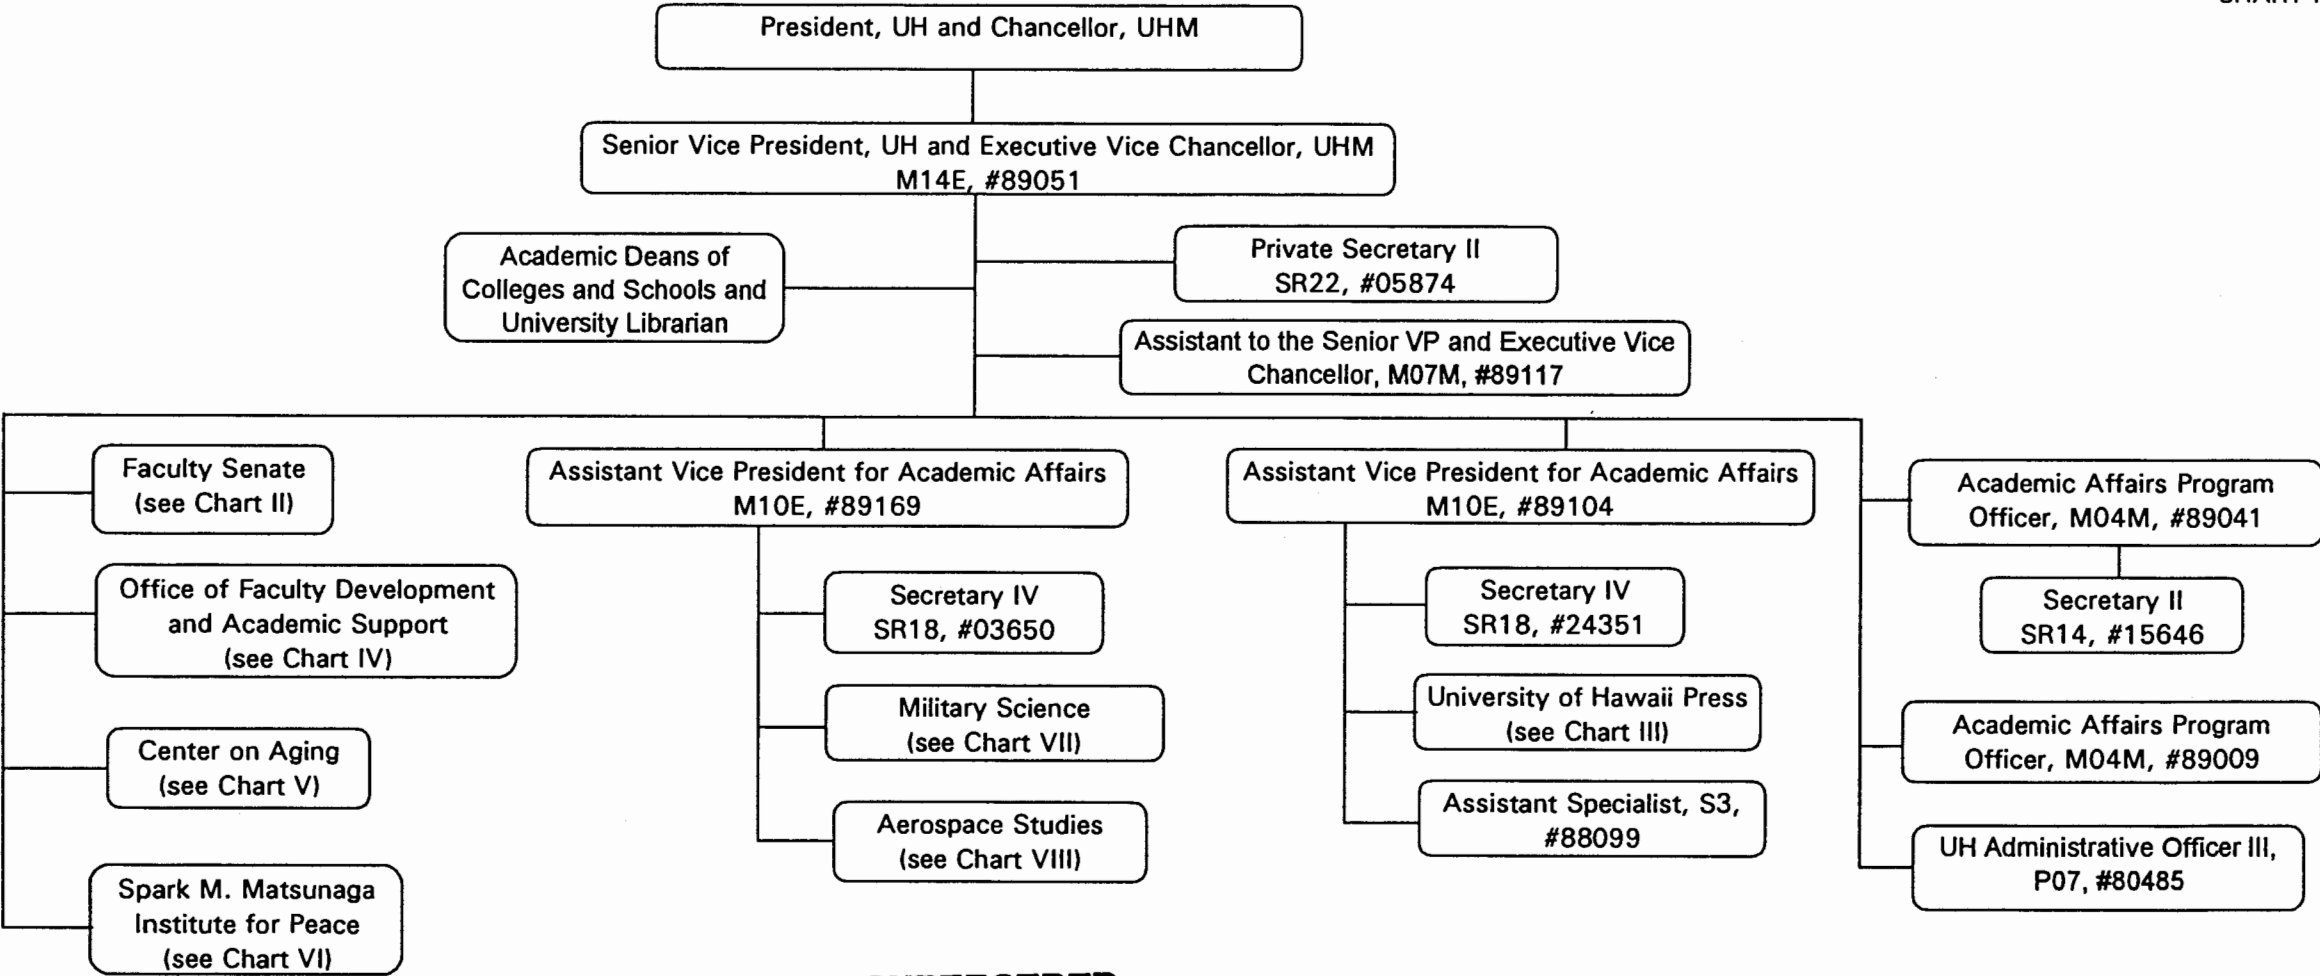 President, UH and Chancellor, UHM
Senior Vice President, UH and Executive Vice Chancellor, UHM
M14E, #89051
Academic Deans of
Colleges and Schools and
University Librarian
Private Secretary II
SR22, #05874
Assistant to the Senior VP and Executive Vice
Chancellor, M07M, #89117
Faculty Senate
(see Chart II)
Office of Faculty Development
and Academic Support
(see Chart IV)
Center on Aging
(see Chart V)
Spark M. Matsunaga
Institute for Peace
(see Chart VI)
Assistant Vice President for Academic Affairs
M10E, #89169
Secretary IV
SR18, #03650
Military Science
(see Chart VII)
Aerospace Studies
(see Chart VIII)
Assistant Vice President for Academic Affairs
M10E, #89104
Secretary IV
SR18, #24351
University of Hawaii Press
(see Chart III)
Assistant Specialist, S3,
#88099
Academic Affairs Program
Officer, M04M, #89041
Secretary II
SR14, #15646
Academic Affairs Program
Officer, M04M, #89009
UH Administrative Officer III,
P07, #80485